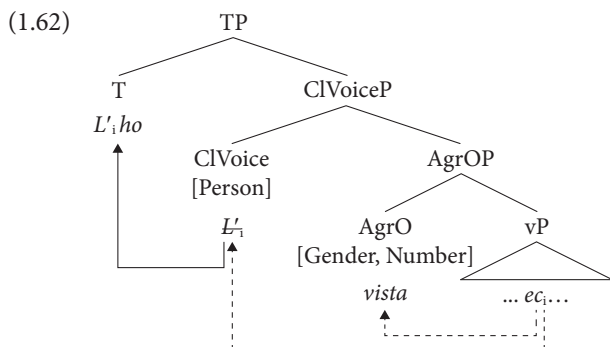 (1.62) TP
T ClVoiceP
L′i ho
ClVoice AgrOP
[Person]
L′i AgrO vP
[Gender, Number]
vista ... eci…